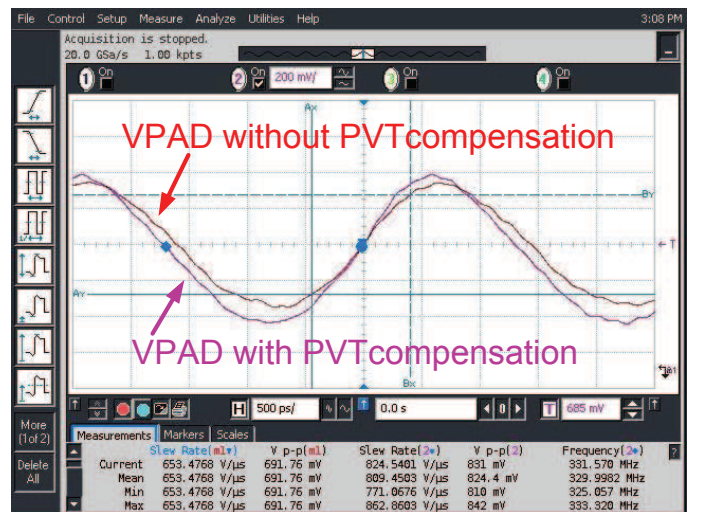 File Control Setup Measure Analyze Utilities Help 3:08 PM
Acquisition is stopped.
20.0 GSa/s 1.00 kpts
1 On 2 On 200 mV/ 3 On 4 On
Ax
VPAD without PVTcompensation
By
T
Ay
VPAD with PVTcompensation
Bx
H 500 ps/ 0.0 s 0 T 685 mV
More
(1of2)
Delete
All
Measurements Markers Scales
Slew Rate(m1▾) V p-p(m1) Slew Rate(2▾) V p-p(2) Frequency(2▾) ?
Current 653.4768 V/µs 691.76 mV 824.5401 V/µs 831 mV 331.570 MHz
Mean 653.4768 V/µs 691.76 mV 809.4503 V/µs 824.4 mV 329.9982 MHz
Min 653.4768 V/µs 691.76 mV 771.0676 V/µs 810 mV 325.057 MHz
Max 653.4768 V/µs 691.76 mV 862.8603 V/µs 842 mV 333.320 MHz